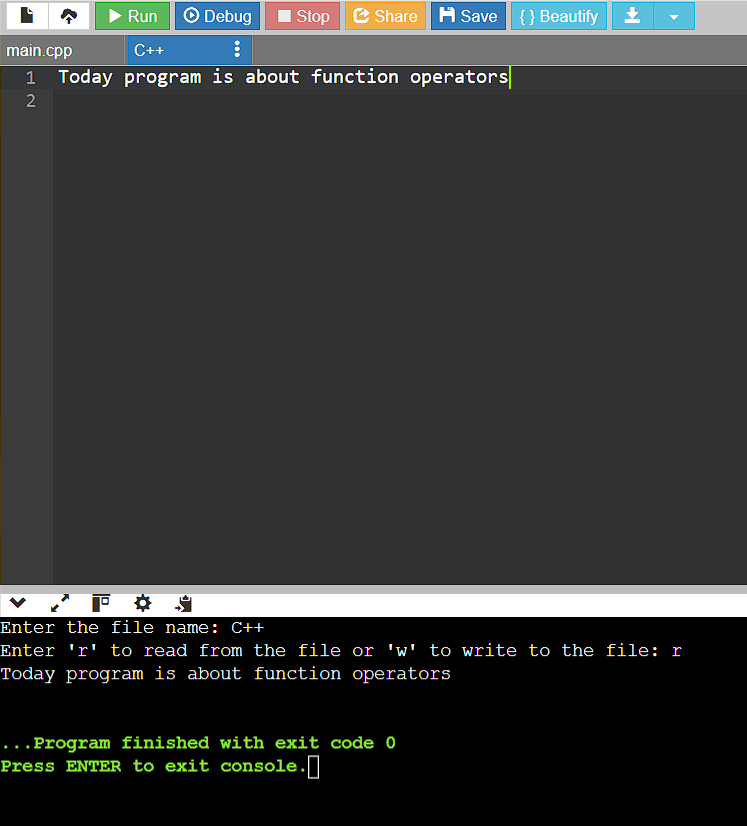 Run Debug Stop Share Save { } Beautify
main.cpp C++
1 Today program is about function operators
2
Enter the file name: C++
Enter 'r' to read from the file or 'w' to write to the file: r
Today program is about function operators
...Program finished with exit code 0
Press ENTER to exit console.